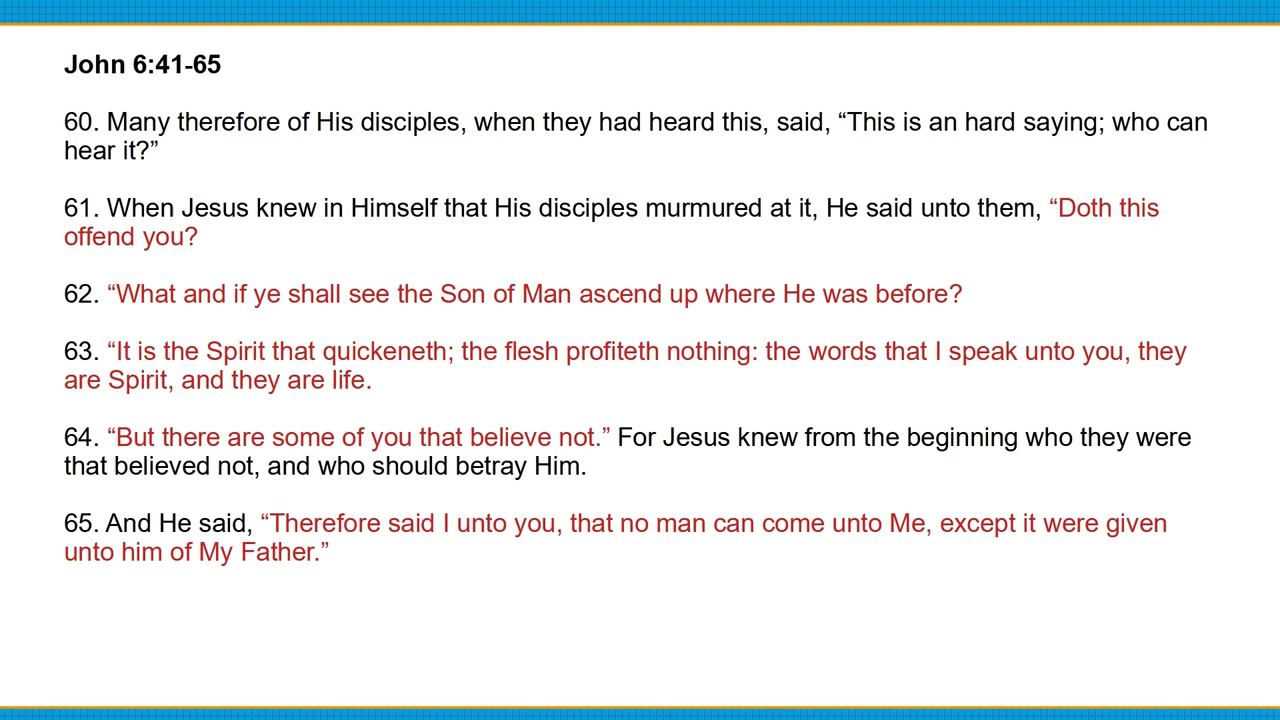 John 6:41-65
60. Many therefore of His disciples, when they had heard this, said, “This is an hard saying; who can
hear it?”
61. When Jesus knew in Himself that His disciples murmured at it, He said unto them, “Doth this
offend you?
62. “What and if ye shall see the Son of Man ascend up where He was before?
63. “It is the Spirit that quickeneth; the flesh profiteth nothing: the words that I speak unto you, they
are Spirit, and they are life.
64. “But there are some of you that believe not.” For Jesus knew from the beginning who they were
that believed not, and who should betray Him.
65. And He said, “Therefore said I unto you, that no man can come unto Me, except it were given
unto him of My Father.”